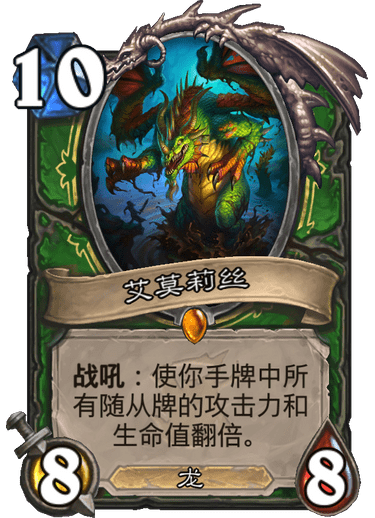 10
艾莫莉丝
战吼：使你手牌中所
有随从牌的攻击力和
生命值翻倍。
8
龙
8